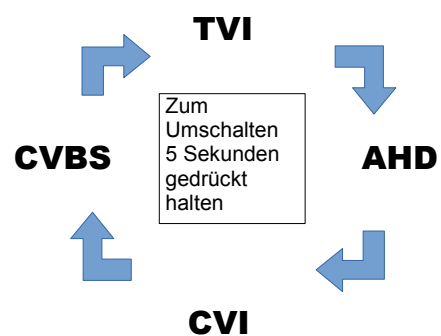 TVI
Zum
Umschalten
5 Sekunden
gedrückt
halten
CVBS
AHD
CVI